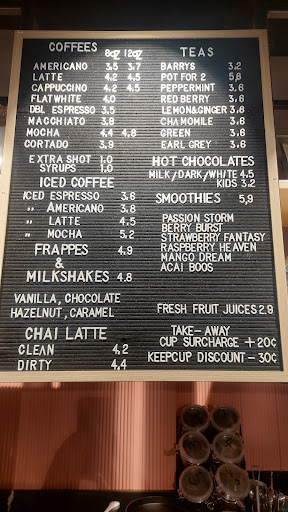 COFFEES 8oz 12oz
AMERICANO 3.5 3.7
LATTE 4.2 4.5
CAPPUCCINO 4.2 4.5
FLATWHITE 4.0
DBL ESPRESSO 3.5
MACCHIATO 3.8
MOCHA 4.4 4.8
CORTADO 3.9
EXTRA SHOT 1.0
SYRUPS 1.0
ICED COFFEE
ICED ESPRESSO 3.6
" AMERICANO 3.8
" LATTE 4.5
" MOCHA 5.2
FRAPPES 4.9
&
MILKSHAKES 4.8
VANILLA, CHOCOLATE
HAZELNUT, CARAMEL
CHAI LATTE
CLEAN 4.2
DIRTY 4.4
TEAS
BARRYS 3.2
POT FOR 2 5.8
PEPPERMINT 3.6
RED BERRY 3.6
LEMON&GINGER 3.6
CHAMOMILE 3.6
GREEN 3.6
EARL GREY 3.6
HOT CHOCOLATES
MILK/DARK/WHITE 4.5
KIDS 3.2
SMOOTHIES 5.9
PASSION STORM
BERRY BURST
STRAWBERRY FANTASY
RASPBERRY HEAVEN
MANGO DREAM
ACAI BOOS
FRESH FRUIT JUICES 2.9
TAKE-AWAY
CUP SURCHARGE +20¢
KEEPCUP DISCOUNT -30¢